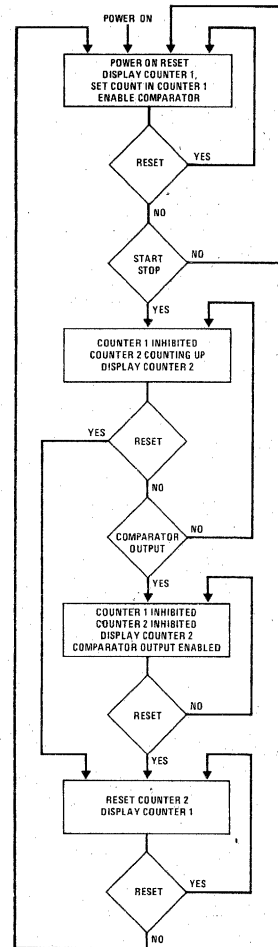 POWER ON
POWER ON RESET
DISPLAY COUNTER 1,
SET COUNT IN COUNTER 1
ENABLE COMPARATOR
RESET
YES
NO
START
STOP
NO
YES
COUNTER 1 INHIBITED
COUNTER 2 COUNTING UP
DISPLAY COUNTER 2
YES
RESET
NO
COMPARATOR
OUTPUT
NO
YES
COUNTER 1 INHIBITED
COUNTER 2 INHIBITED
DISPLAY COUNTER 2
COMPARATOR OUTPUT ENABLED
RESET
NO
YES
RESET COUNTER 2
DISPLAY COUNTER 1
RESET
YES
NO